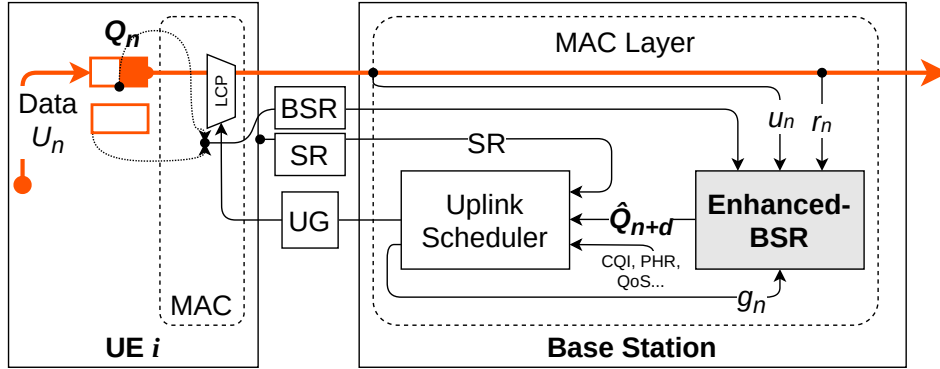 Qn
Data
Un
LCP
MAC
UE i
BSR
SR
UG
MAC Layer
SR
un
rn
Uplink
Scheduler
Q̂n+d
CQI, PHR,
QoS...
Enhanced-
BSR
gn
Base Station